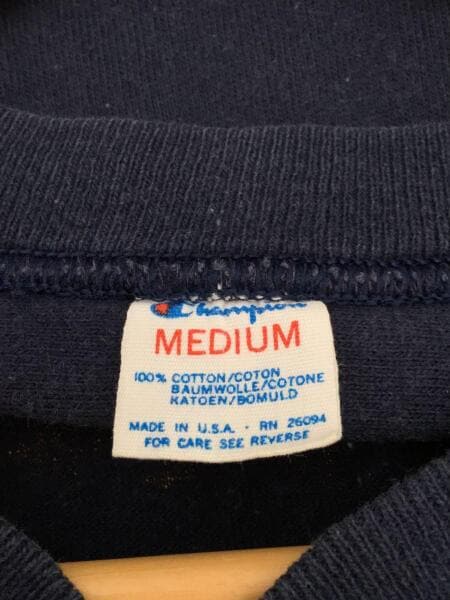 Champion
MEDIUM
100% COTTON/COTON
BAUMWOLLE/COTONE
KATOEN/BOMULD
MADE IN U.S.A. - RN 26094
FOR CARE SEE REVERSE